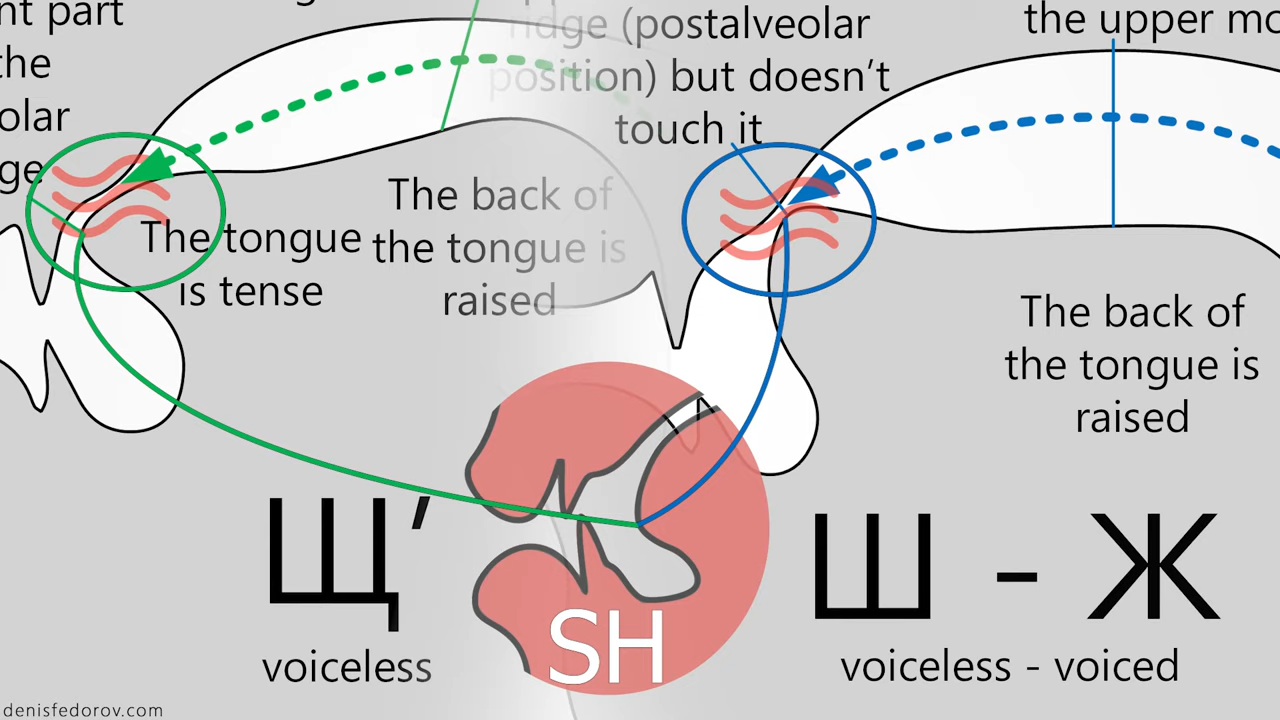 nt part
the
olar
ge
The tongue
is tense
The back of
the tongue is
raised
ridge (postalveolar
position) but doesn’t
touch it
the upper mo
The back of
the tongue is
raised
Щ’
voiceless
SH
Ш - Ж
voiceless - voiced
denisfedorov.com